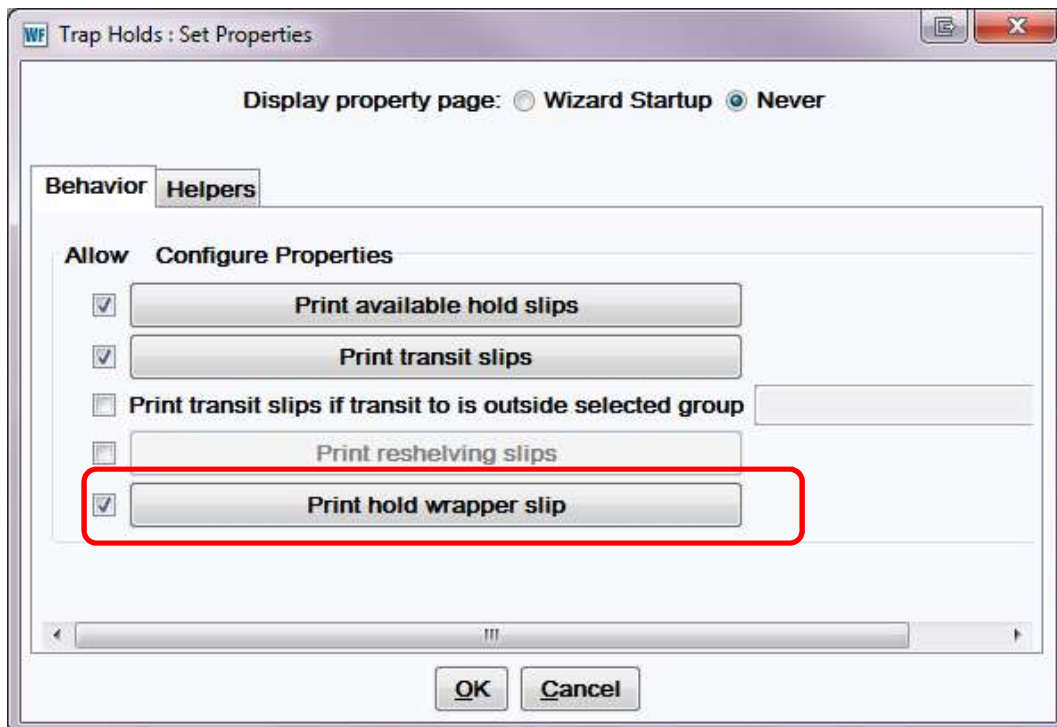 WF Trap Holds : Set Properties
Display property page: Wizard Startup Never
Behavior Helpers
Allow Configure Properties
Print available hold slips
Print transit slips
Print transit slips if transit to is outside selected group
Print reshelving slips
Print hold wrapper slip
OK Cancel